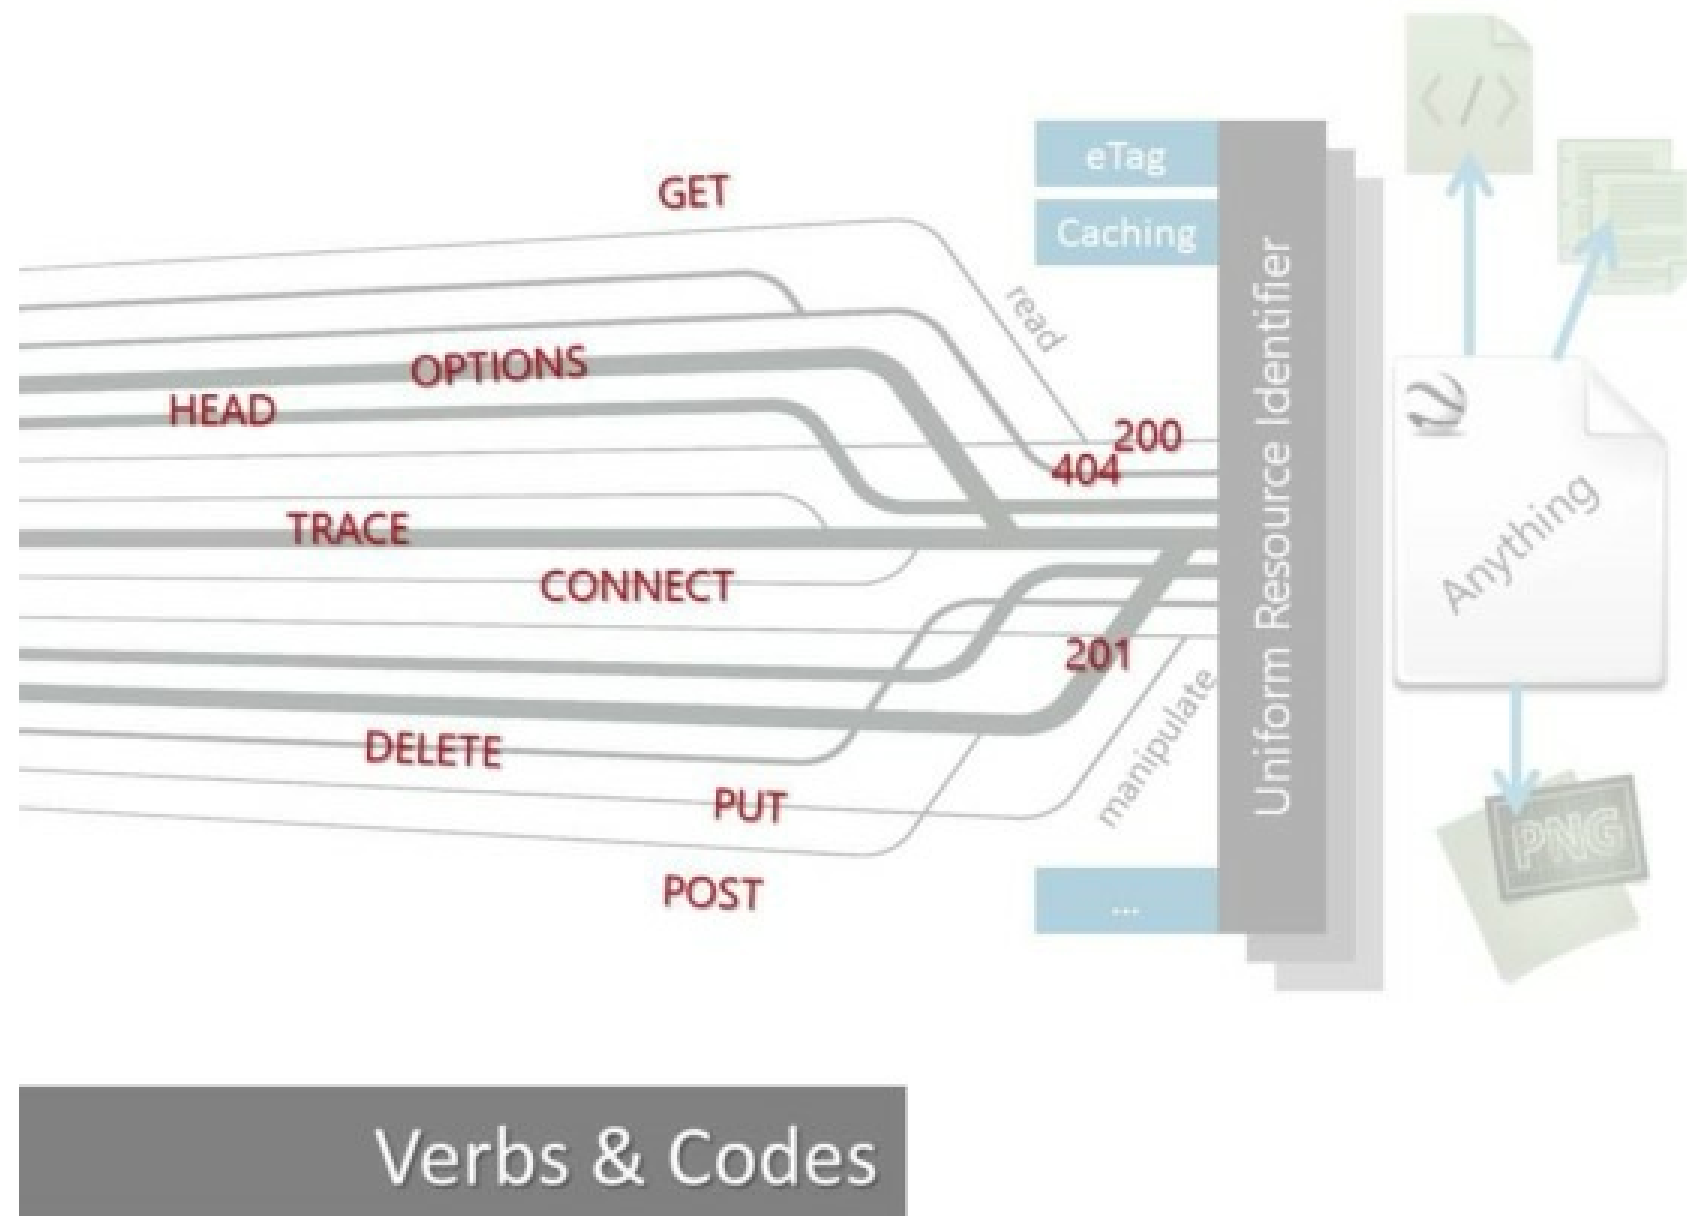 eTag
GET
Caching
Uniform Resource Identifier
read
OPTIONS
HEAD
200
404
TRACE
Anything
CONNECT
201
manipulate
DELETE
PUT
PNG
POST
...
</>
Verbs & Codes